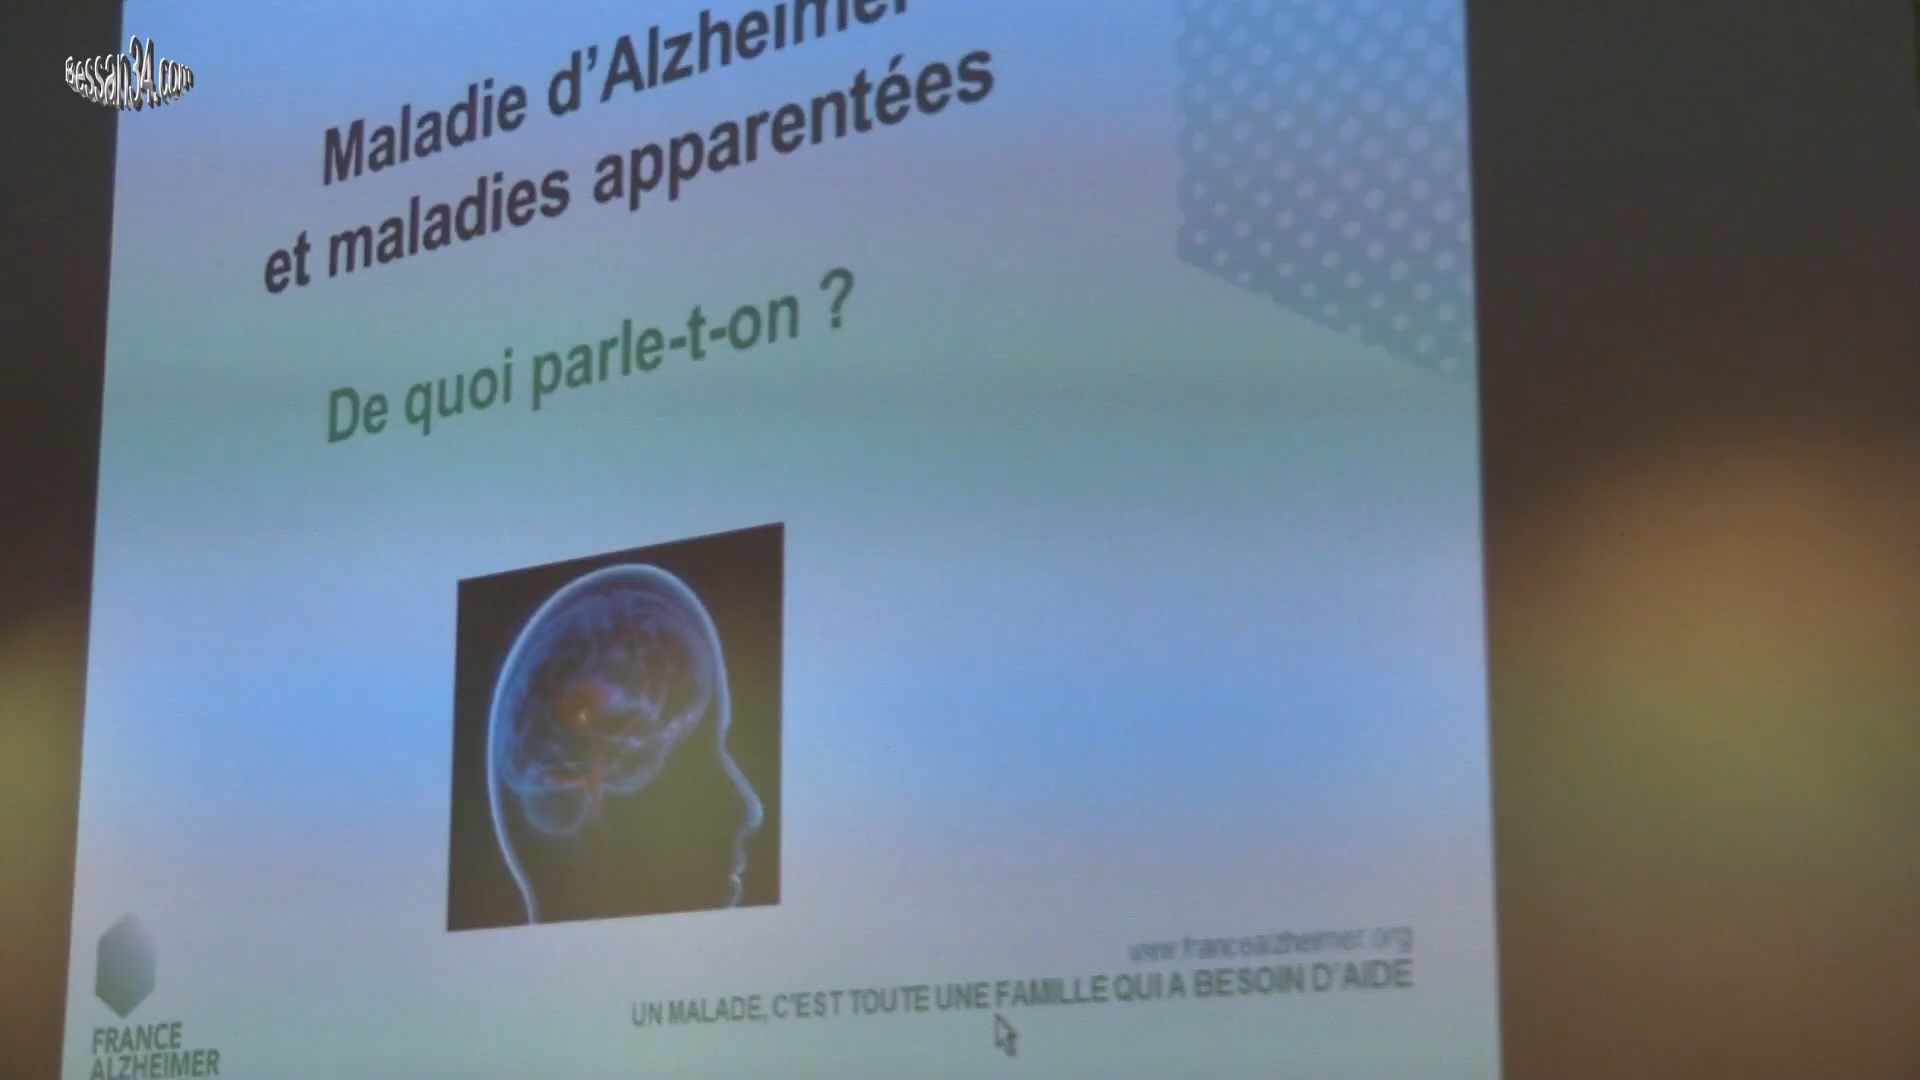 Bessan34.com
Maladie d'Alzheimer
et maladies apparentées
De quoi parle-t-on ?
www.francealzheimer.org
UN MALADE, C'EST TOUTE UNE FAMILLE QUI A BESOIN D'AIDE
FRANCE
ALZHEIMER